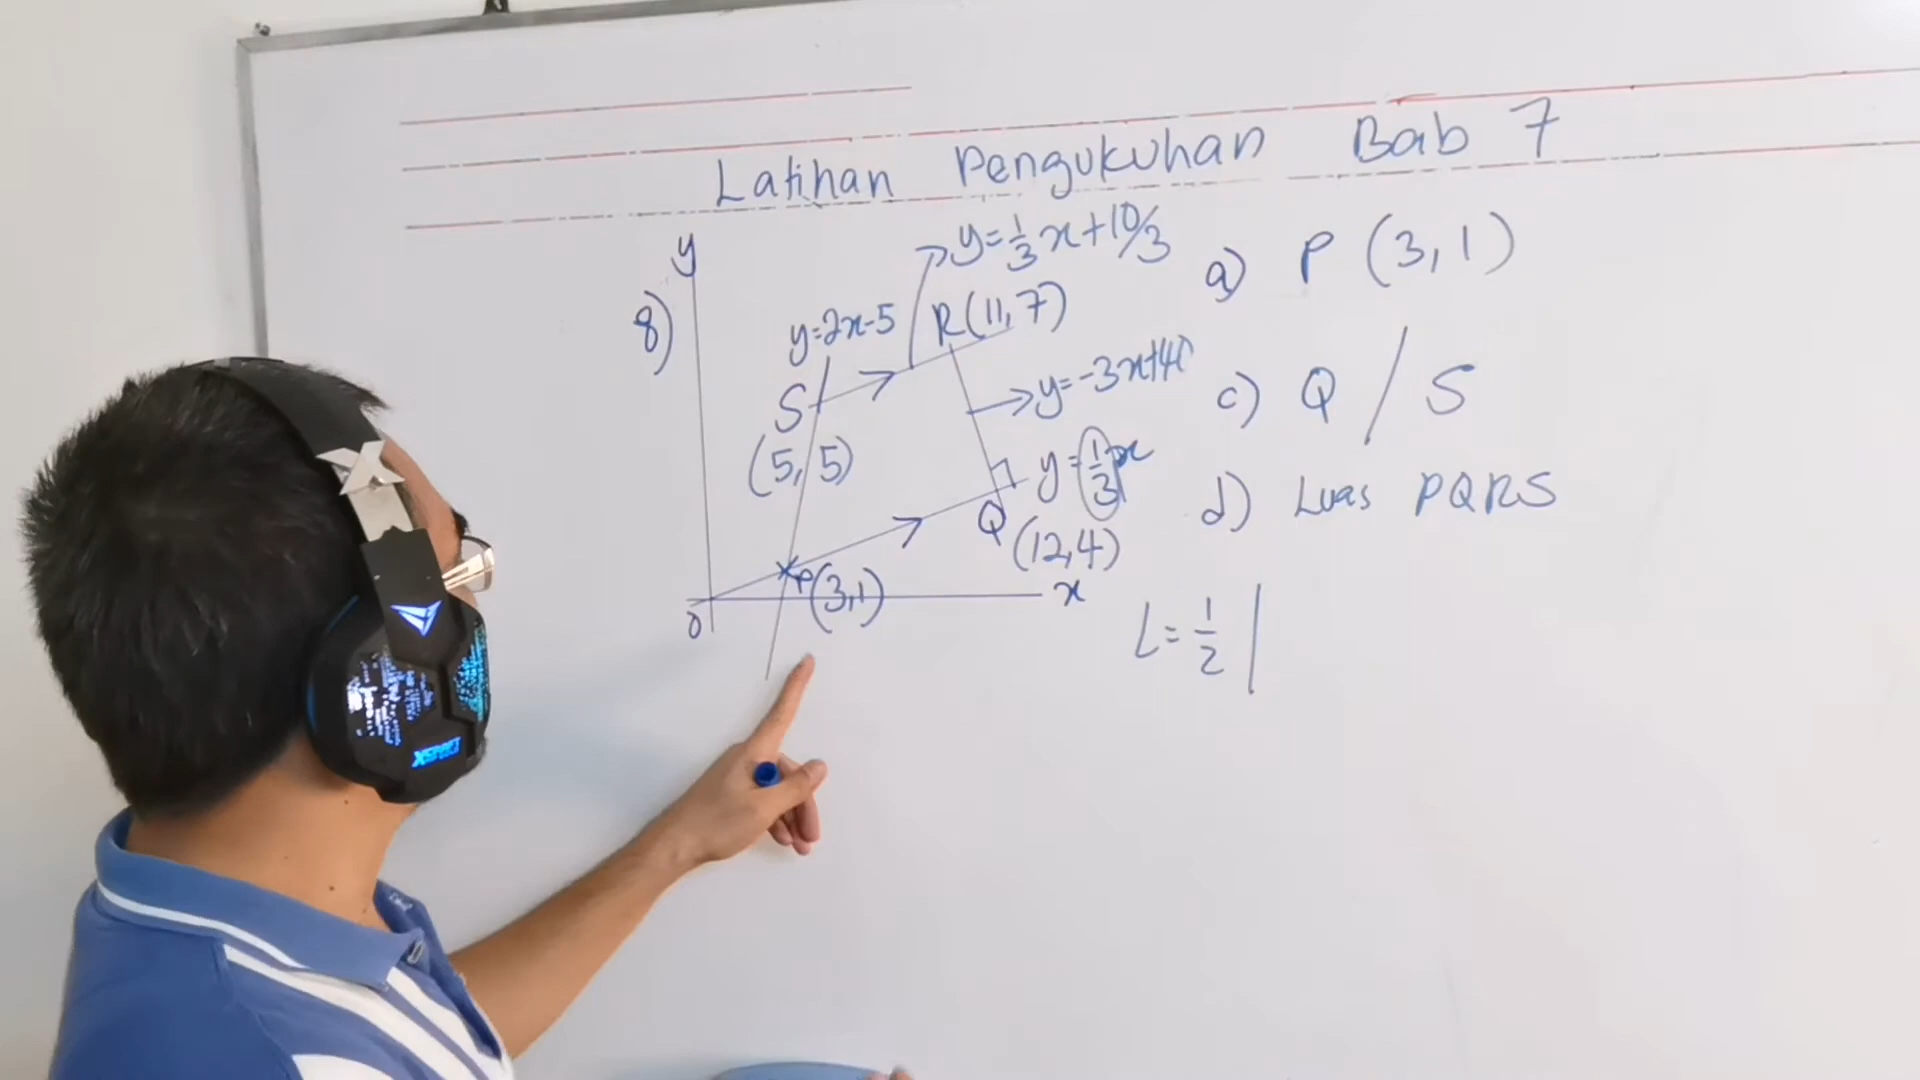 Latihan Pengukuhan Bab 7
8)
y
y=1/3x+10/3
y=2x-5
R(11,7)
S
(5,5)
y=-3x+40
y=1/3x
Q
(12,4)
P(3,1)
0
x
a) P (3,1)
c) Q / S
d) Luas PQRS
L=1/2|